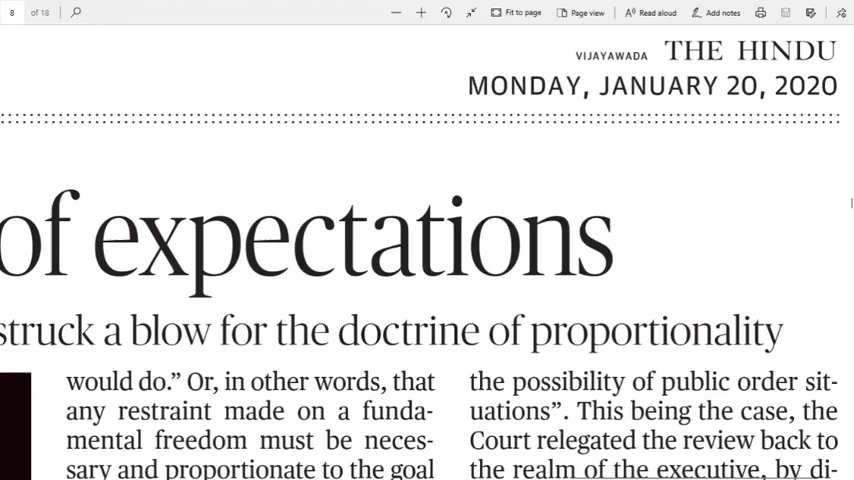 8 of 18 Fit to page Page view Read aloud Add notes
VIJAYAWADA THE HINDU
MONDAY, JANUARY 20, 2020
of expectations
struck a blow for the doctrine of proportionality
would do.” Or, in other words, that
any restraint made on a funda-
mental freedom must be neces-
sary and proportionate to the goal
the possibility of public order sit-
uations”. This being the case, the
Court relegated the review back to
the realm of the executive, by di-